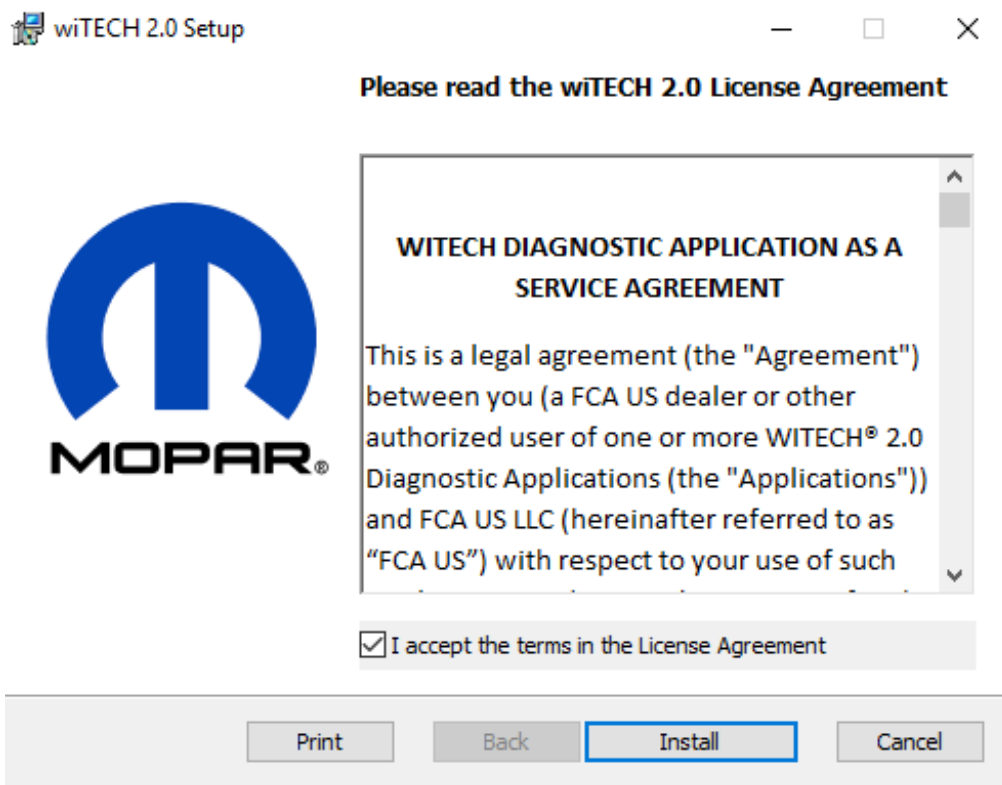 wiTECH 2.0 Setup
Please read the wiTECH 2.0 License Agreement
WITECH DIAGNOSTIC APPLICATION AS A
SERVICE AGREEMENT
This is a legal agreement (the "Agreement")
between you (a FCA US dealer or other
authorized user of one or more WITECH® 2.0
Diagnostic Applications (the "Applications"))
and FCA US LLC (hereinafter referred to as
“FCA US”) with respect to your use of such
MOPAR®
I accept the terms in the License Agreement
Print
Back
Install
Cancel